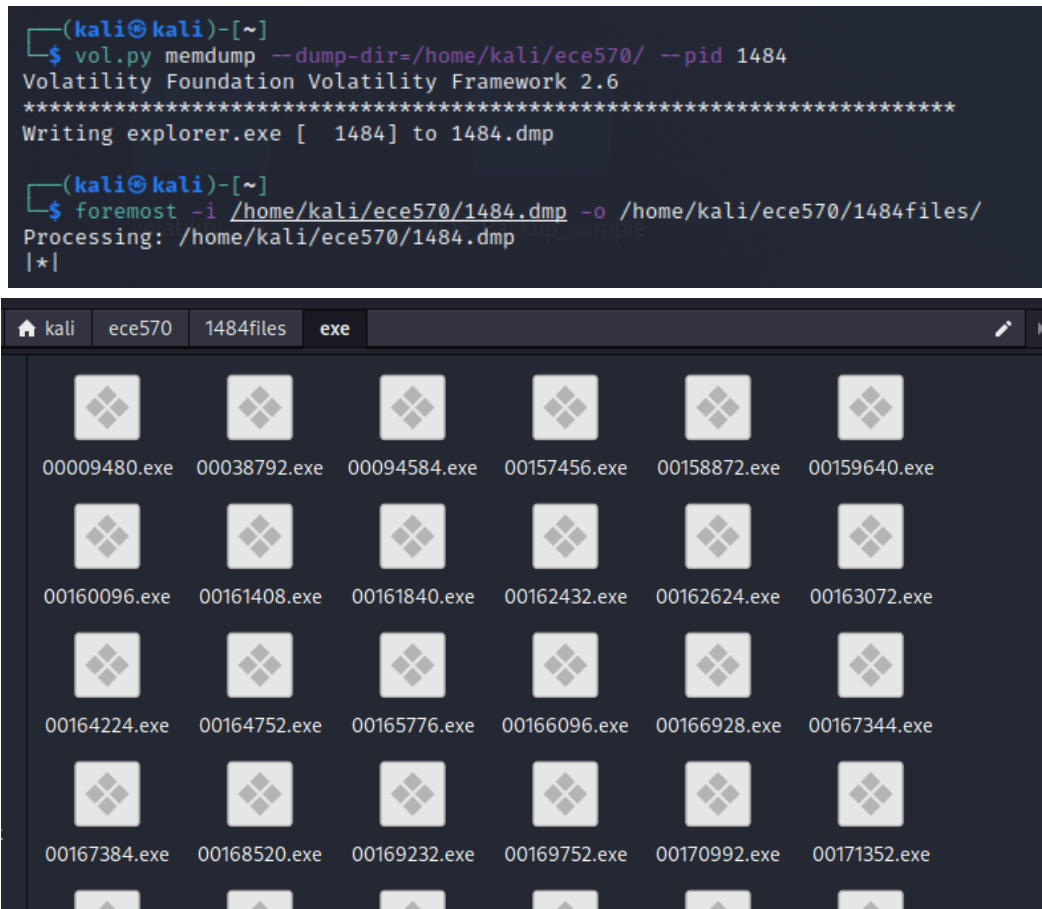 (kali㉿kali)-[~]
$ vol.py memdump --dump-dir=/home/kali/ece570/ --pid 1484
Volatility Foundation Volatility Framework 2.6
************************************************************************
Writing explorer.exe [  1484] to 1484.dmp
(kali㉿kali)-[~]
$ foremost -i /home/kali/ece570/1484.dmp -o /home/kali/ece570/1484files/
Processing: /home/kali/ece570/1484.dmp
|*|
kali ece570 1484files exe
00009480.exe 00038792.exe 00094584.exe 00157456.exe 00158872.exe 00159640.exe
00160096.exe 00161408.exe 00161840.exe 00162432.exe 00162624.exe 00163072.exe
00164224.exe 00164752.exe 00165776.exe 00166096.exe 00166928.exe 00167344.exe
00167384.exe 00168520.exe 00169232.exe 00169752.exe 00170992.exe 00171352.exe